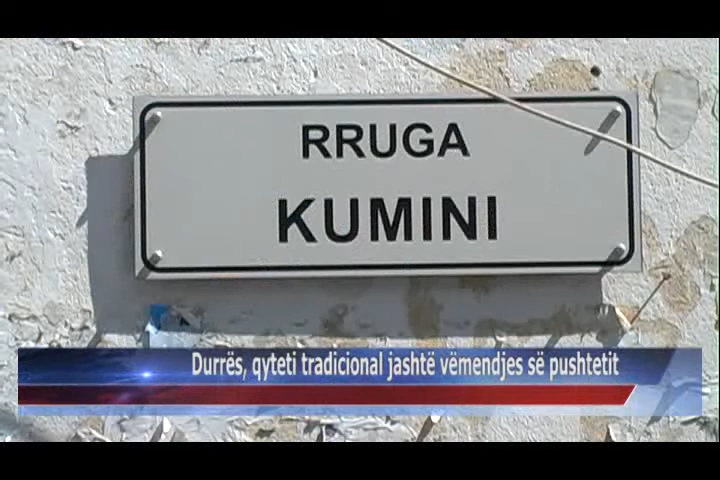 RRUGA
KUMINI
Durrës, qyteti tradicional jashtë vëmendjes së pushtetit